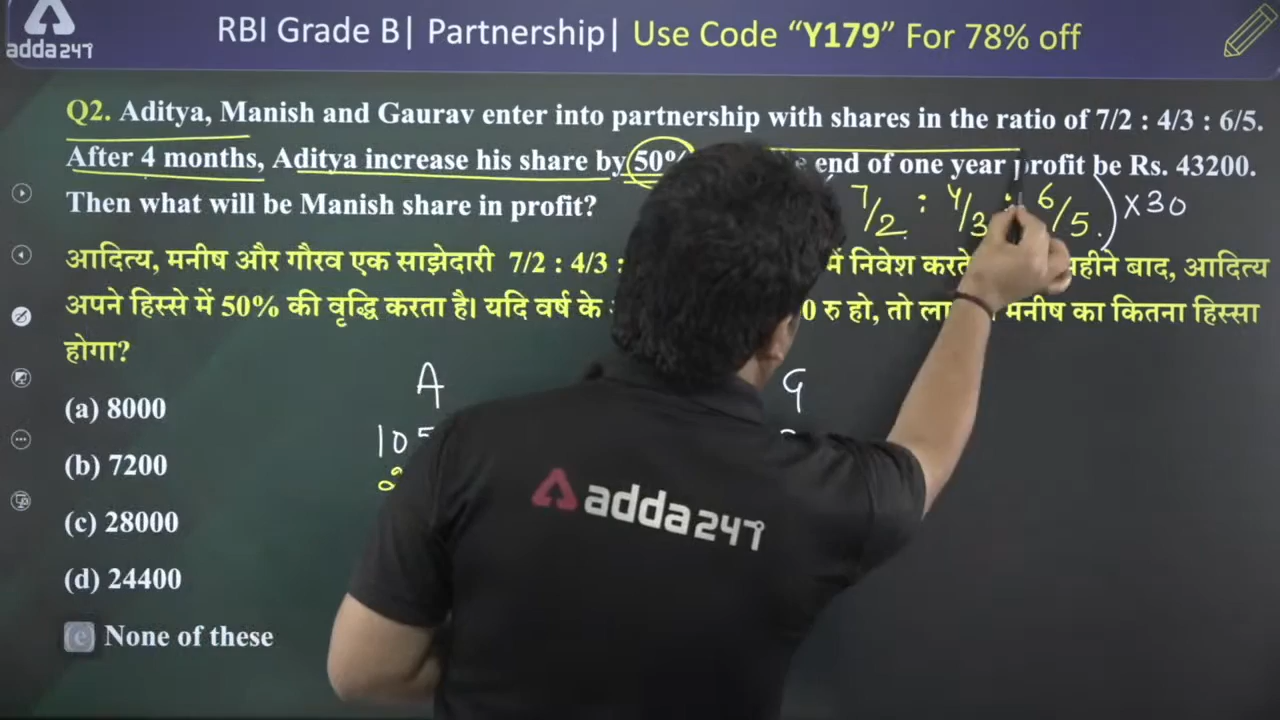 adda247
RBI Grade B| Partnership| Use Code “Y179” For 78% off
Q2. Aditya, Manish and Gaurav enter into partnership with shares in the ratio of 7/2 : 4/3 : 6/5.
After 4 months, Aditya increase his share by 50% end of one year profit be Rs. 43200.
Then what will be Manish share in profit?
7/2 : 4/3 : 6/5 ) ×30
आदित्य, मनीष और गौरव एक साझेदारी 7/2 : 4/3 : में निवेश करते महीने बाद, आदित्य
अपने हिस्से में 50% की वृद्धि करता है। यदि वर्ष के रु हो, तो मनीष का कितना हिस्सा
होगा?
A G
105
(a) 8000
(b) 7200
(c) 28000
(d) 24400
(e) None of these
adda247